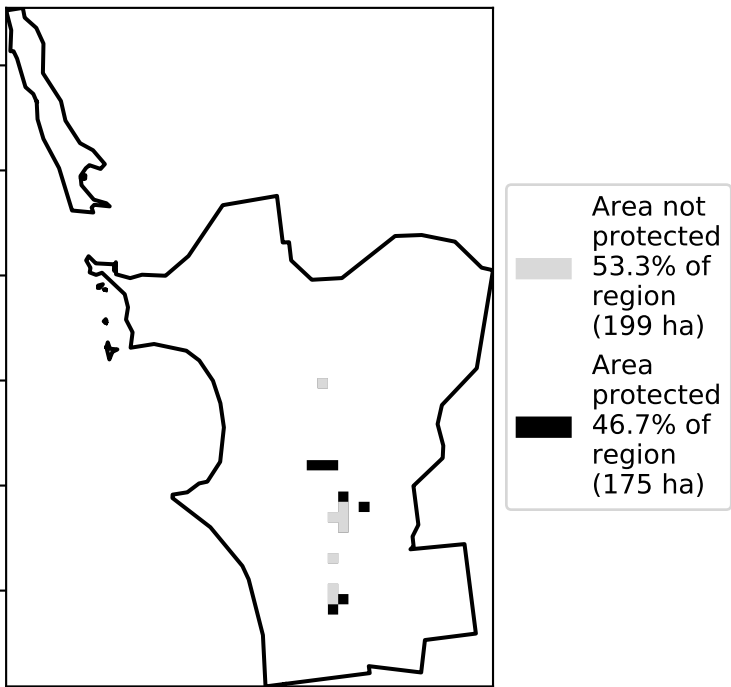 Area not
protected
53.3% of
region
(199 ha)
Area
protected
46.7% of
region
(175 ha)